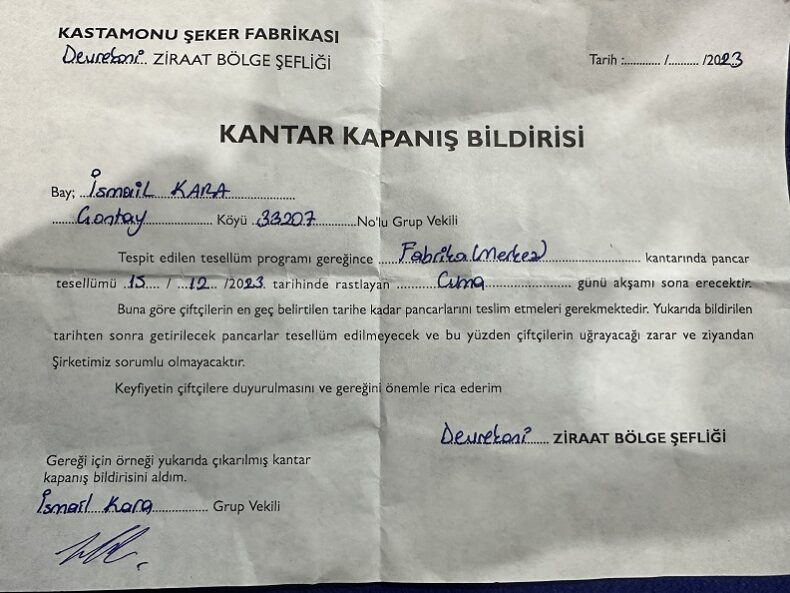 KASTAMONU ŞEKER FABRİKASI
Devrekani ZİRAAT BÖLGE ŞEFLİĞİ
Tarih :............ /.......... /2023
KANTAR KAPANIŞ BİLDİRİSİ
Bay; İsmail KARA
Köyü 33207 No'lu Grup Vekili
Tespit edilen tesellüm programı gereğince Fabrika(Merkez) kantarında pancar
tesellümü 15 / 12 /2023 tarihinde rastlayan Cuma günü akşamı sona erecektir.
Buna göre çiftçilerin en geç belirtilen tarihe kadar pancarlarını teslim etmeleri gerekmektedir. Yukarıda bildirilen
tarihten sonra getirilecek pancarlar tesellüm edilmeyecek ve bu yüzden çiftçilerin uğrayacağı zarar ve ziyandan
Şirketimiz sorumlu olmayacaktır.
Keyfiyetin çiftçilere duyurulmasını ve gereğini önemle rica ederim
Devrekani ZİRAAT BÖLGE ŞEFLİĞİ
Gereği için örneği yukarıda çıkarılmış kantar
kapanış bildirisini aldım.
İsmail Kara Grup Vekili